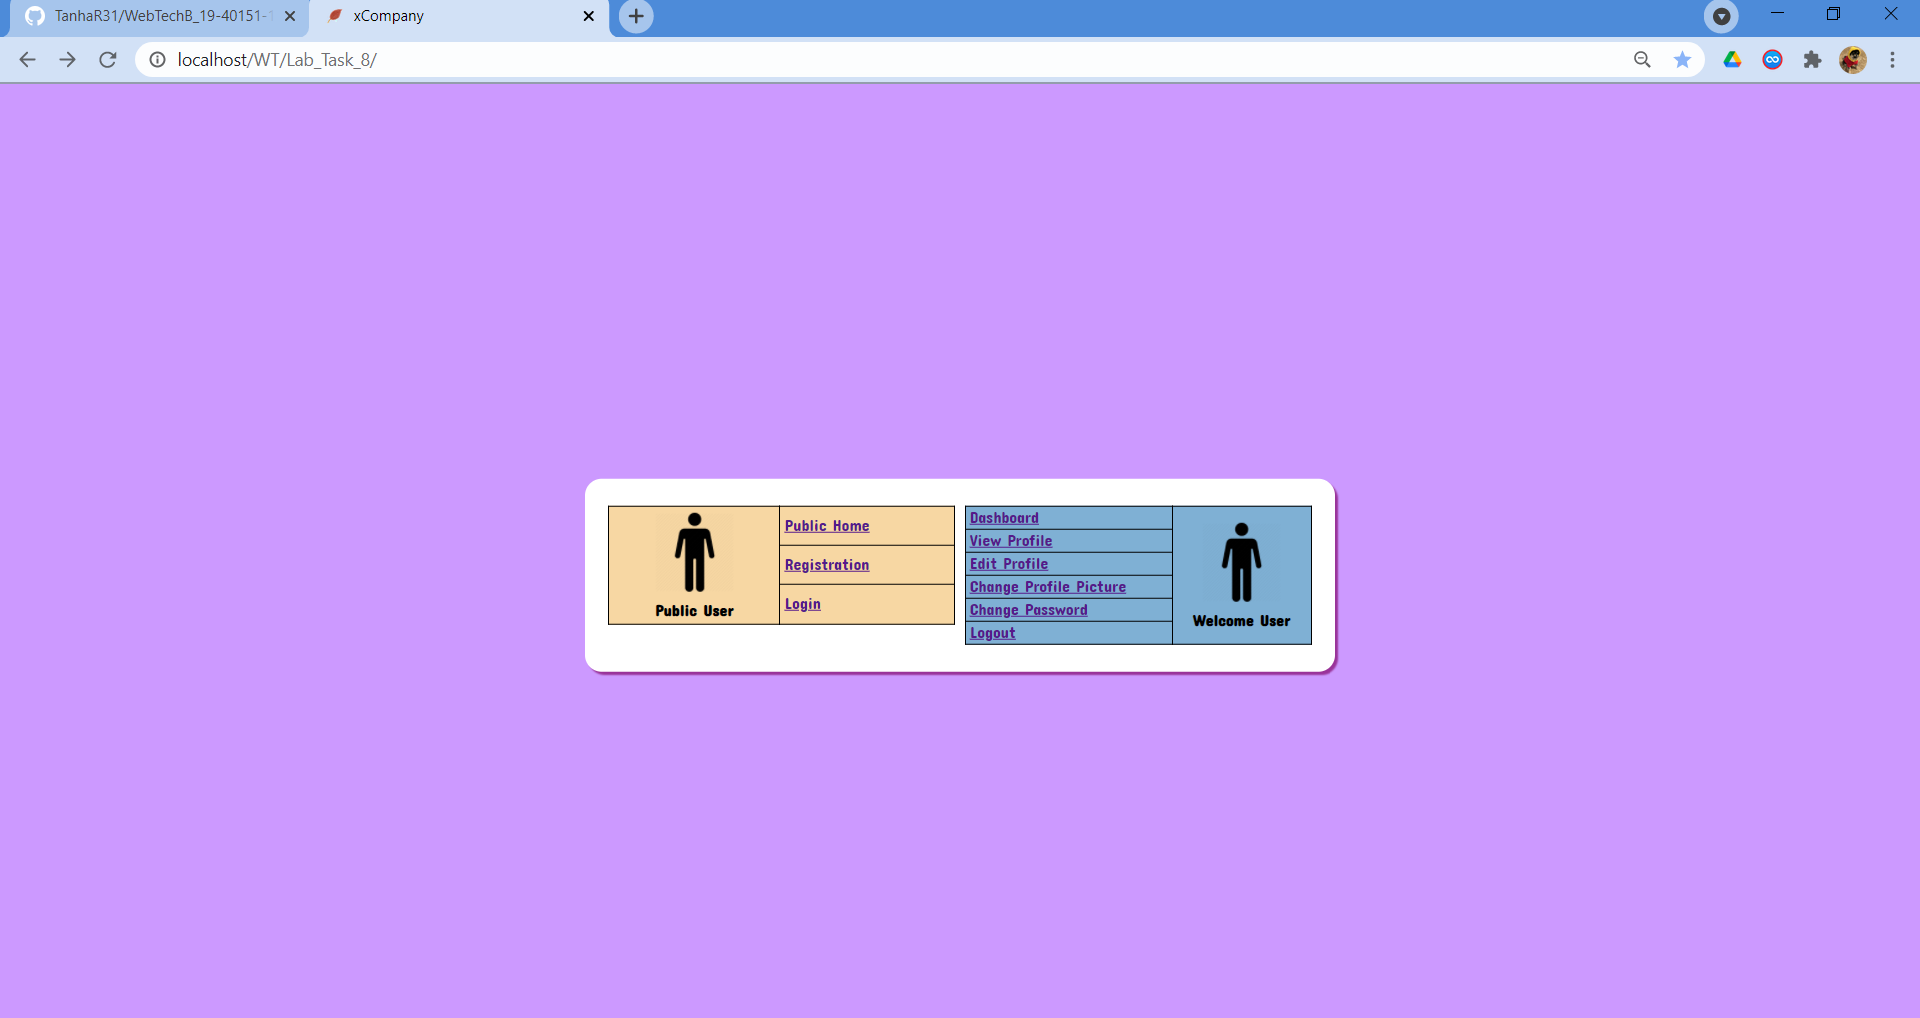 TanhaR31/WebTechB_19-40151-
xCompany
localhost/WT/Lab_Task_8/
Public User
Public Home
Registration
Login
Dashboard
View Profile
Edit Profile
Change Profile Picture
Change Password
Logout
Welcome User